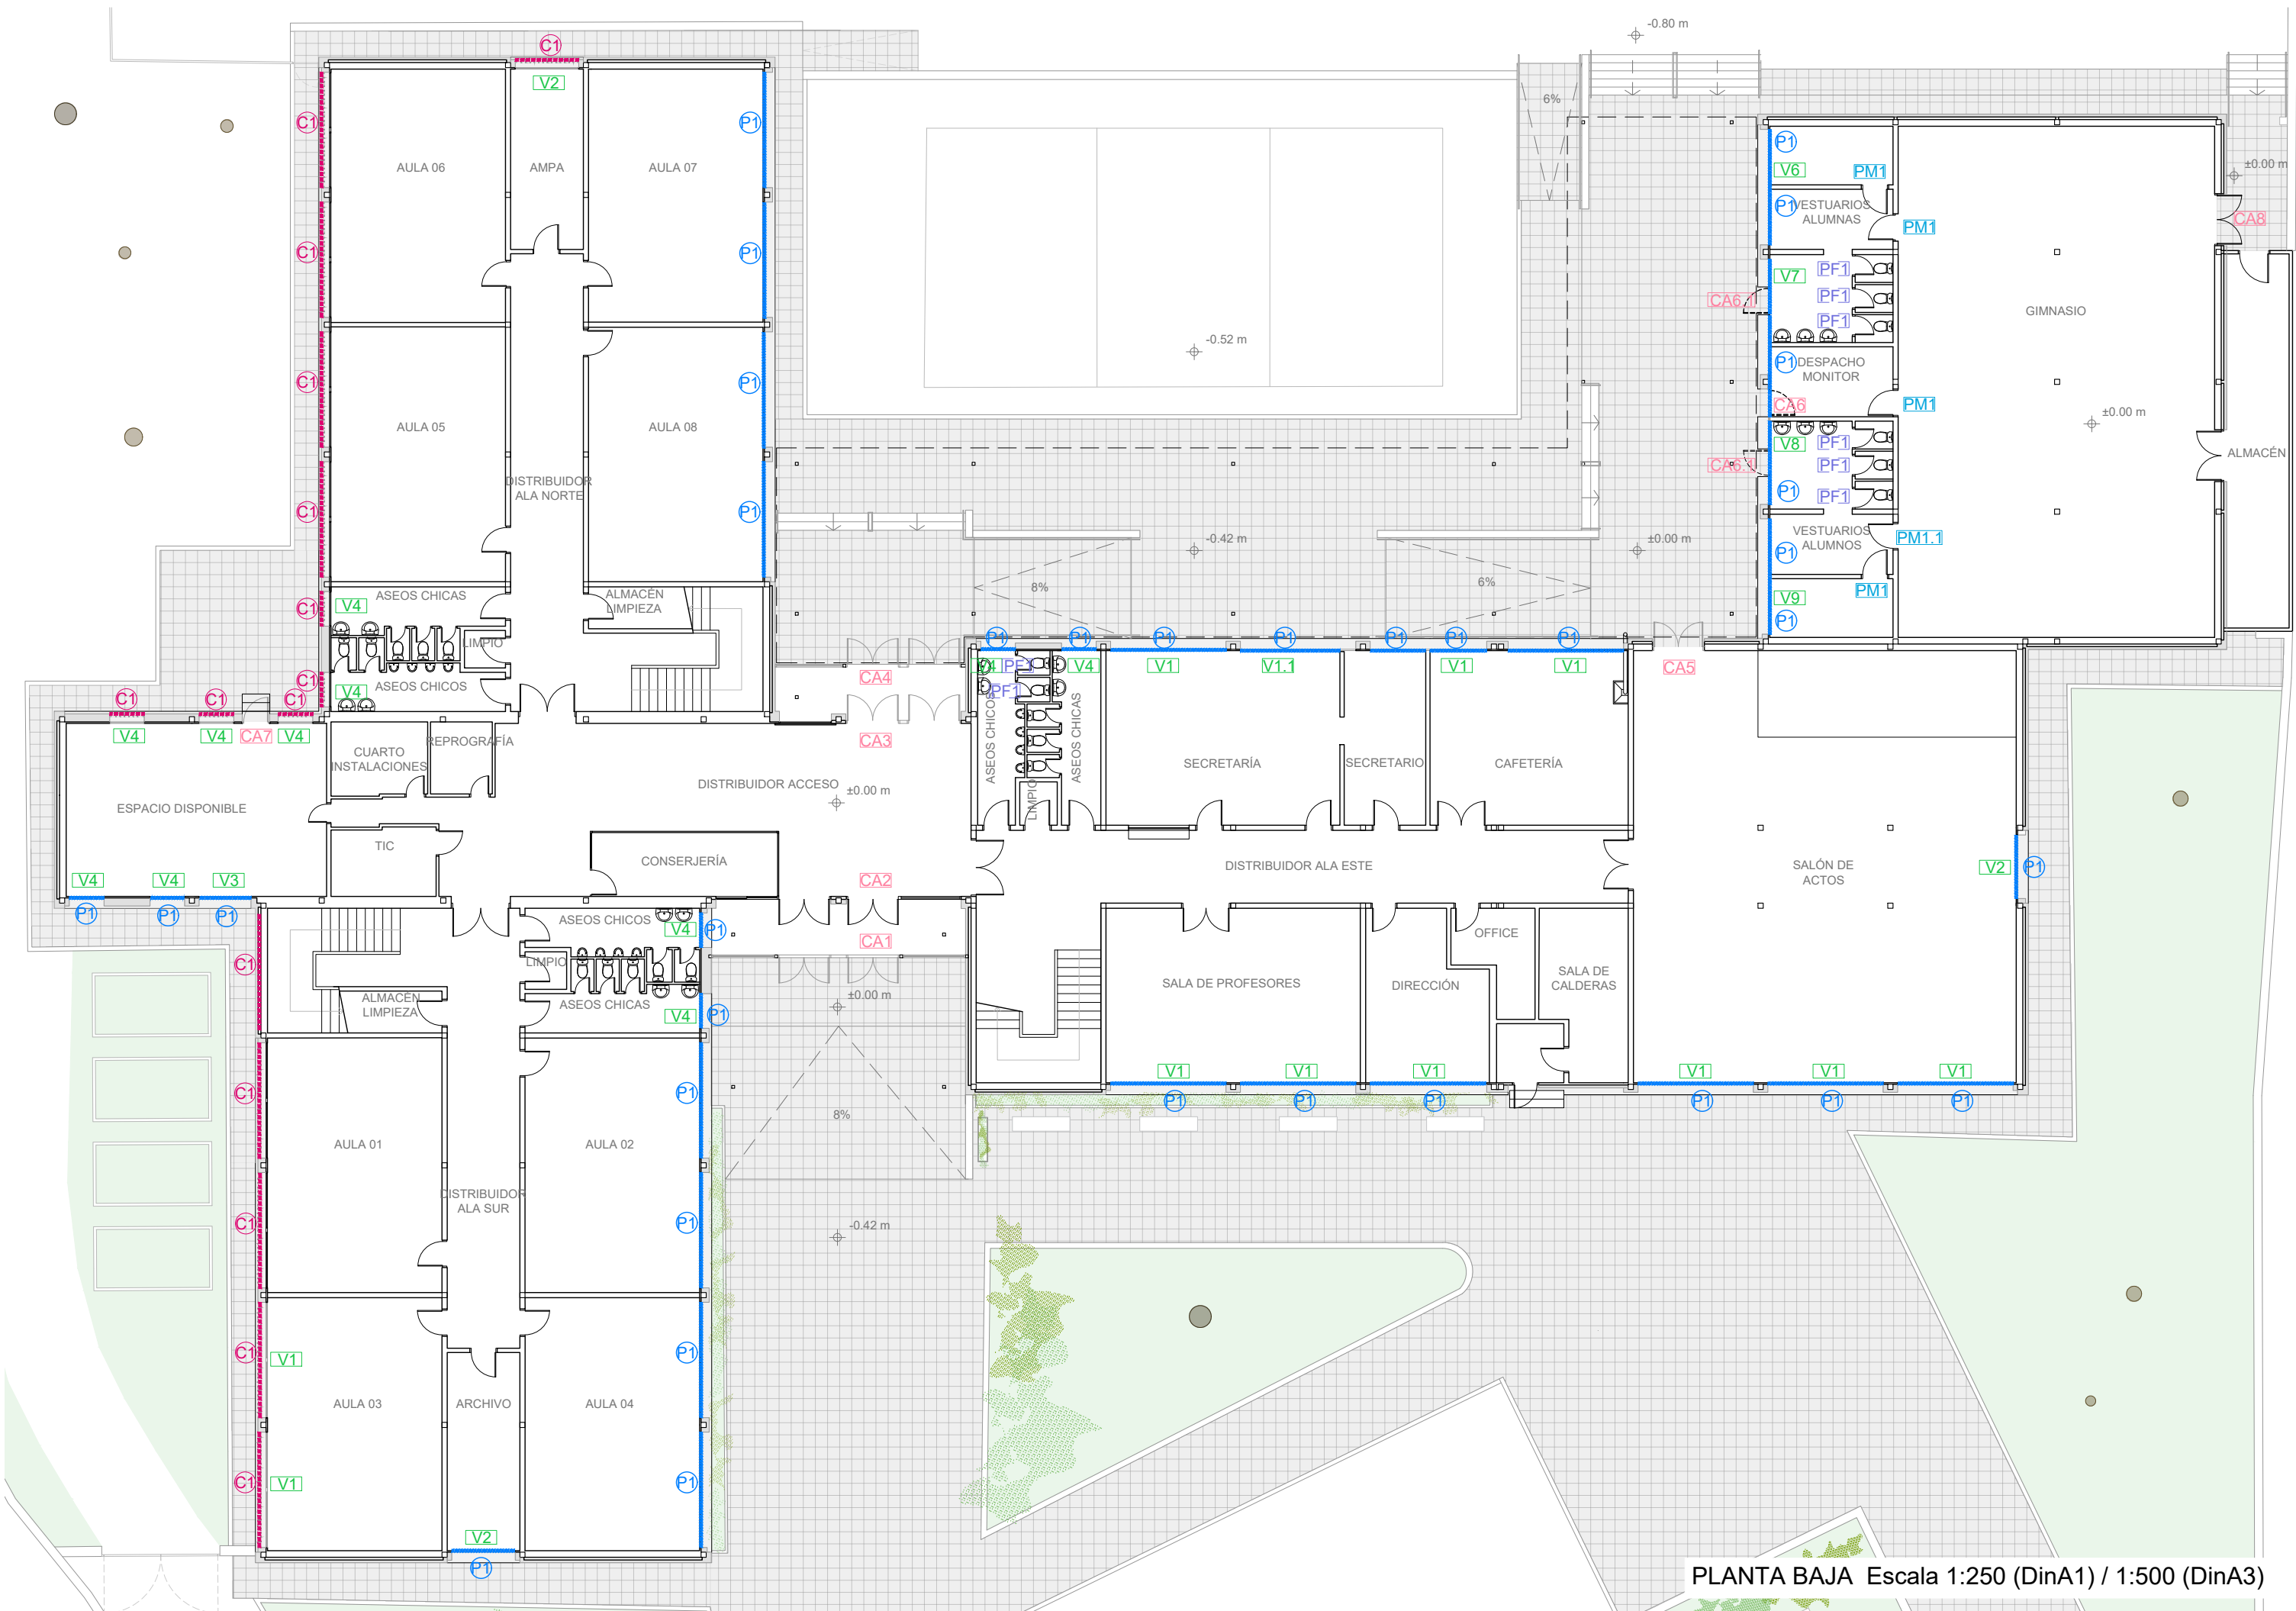 -0.80 m
C1
V2
6%
C1
P1
P1
AULA 06
AMPA
AULA 07
V6
PM1
±0.00 m
P1
VESTUARIOS
ALUMNAS
CA8
PM1
C1
P1
PF1
V7
PF1
CA6.1
GIMNASIO
PF1
-0.52 m
P1
DESPACHO
MONITOR
C1
P1
CA6
PM1
±0.00 m
AULA 05
AULA 08
V8
PF1
ALMACÉN
CA6.1
PF1
DISTRIBUIDOR
ALA NORTE
P1
PF1
C1
P1
VESTUARIOS
ALUMNOS
PM1.1
-0.42 m
±0.00 m
P1
8%
6%
PM1
ASEOS CHICAS
ALMACÉN
LIMPIEZA
V4
C1
V9
P1
LIMPIO
P1
P1
P1
P1
P1
P1
P1
V4
PF1
V4
V1
V1.1
V1
V1
CA5
CA4
C1
ASEOS CHICOS
V4
PF1
C1
C1
C1
V4
V4
CA7
V4
CUARTO
INSTALACIONES
REPROGRAFÍA
CA3
ASEOS CHICOS
ASEOS CHICAS
SECRETARÍA
SECRETARIO
CAFETERÍA
DISTRIBUIDOR ACCESO
±0.00 m
LIMPIO
ESPACIO DISPONIBLE
TIC
CONSERJERÍA
DISTRIBUIDOR ALA ESTE
SALÓN DE
ACTOS
V2
P1
V4
V4
V3
CA2
P1
P1
P1
ASEOS CHICOS
V4
P1
CA1
OFFICE
C1
LIMPIO
SALA DE PROFESORES
DIRECCIÓN
SALA DE
CALDERAS
ALMACÉN
LIMPIEZA
ASEOS CHICAS
V4
P1
±0.00 m
V1
V1
V1
V1
V1
V1
C1
P1
P1
P1
P1
P1
P1
P1
8%
AULA 01
AULA 02
DISTRIBUIDOR
ALA SUR
C1
P1
-0.42 m
C1
V1
P1
AULA 03
ARCHIVO
AULA 04
C1
V1
P1
V2
P1
PLANTA BAJA Escala 1:250 (DinA1) / 1:500 (DinA3)